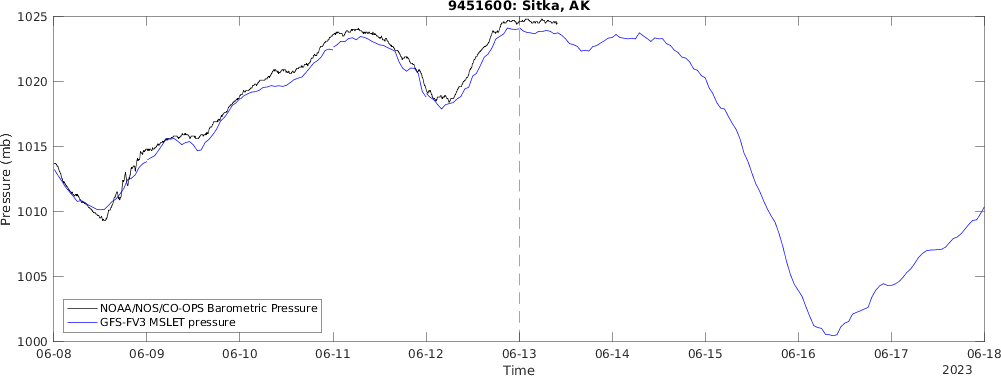 9451600: Sitka, AK
1025
1020
1015
1010
1005
1000
Pressure (mb)
NOAA/NOS/CO-OPS Barometric Pressure
GFS-FV3 MSLET pressure
06-08 06-09 06-10 06-11 06-12 06-13 06-14 06-15 06-16 06-17 06-18
Time
2023